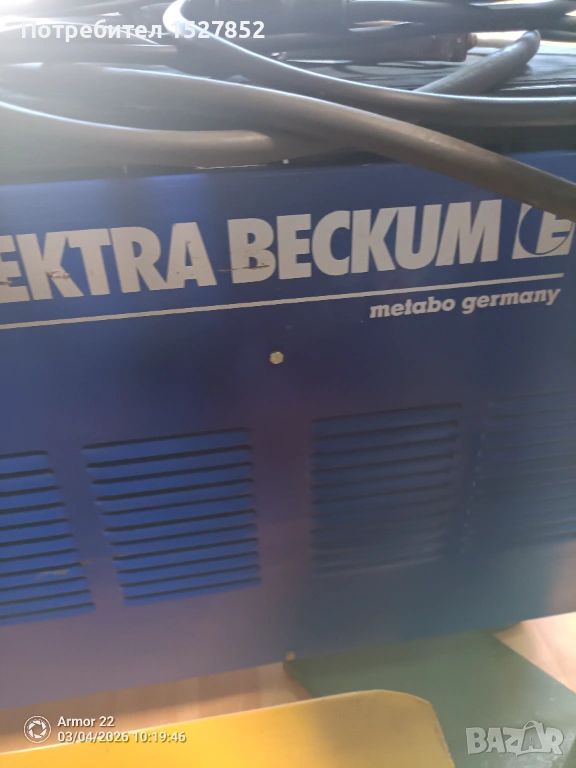 Потребител 1527852
EKTRA BECKUM E
metabo germany
Armor 22
03/04/2026 10:19:46
BAZAR